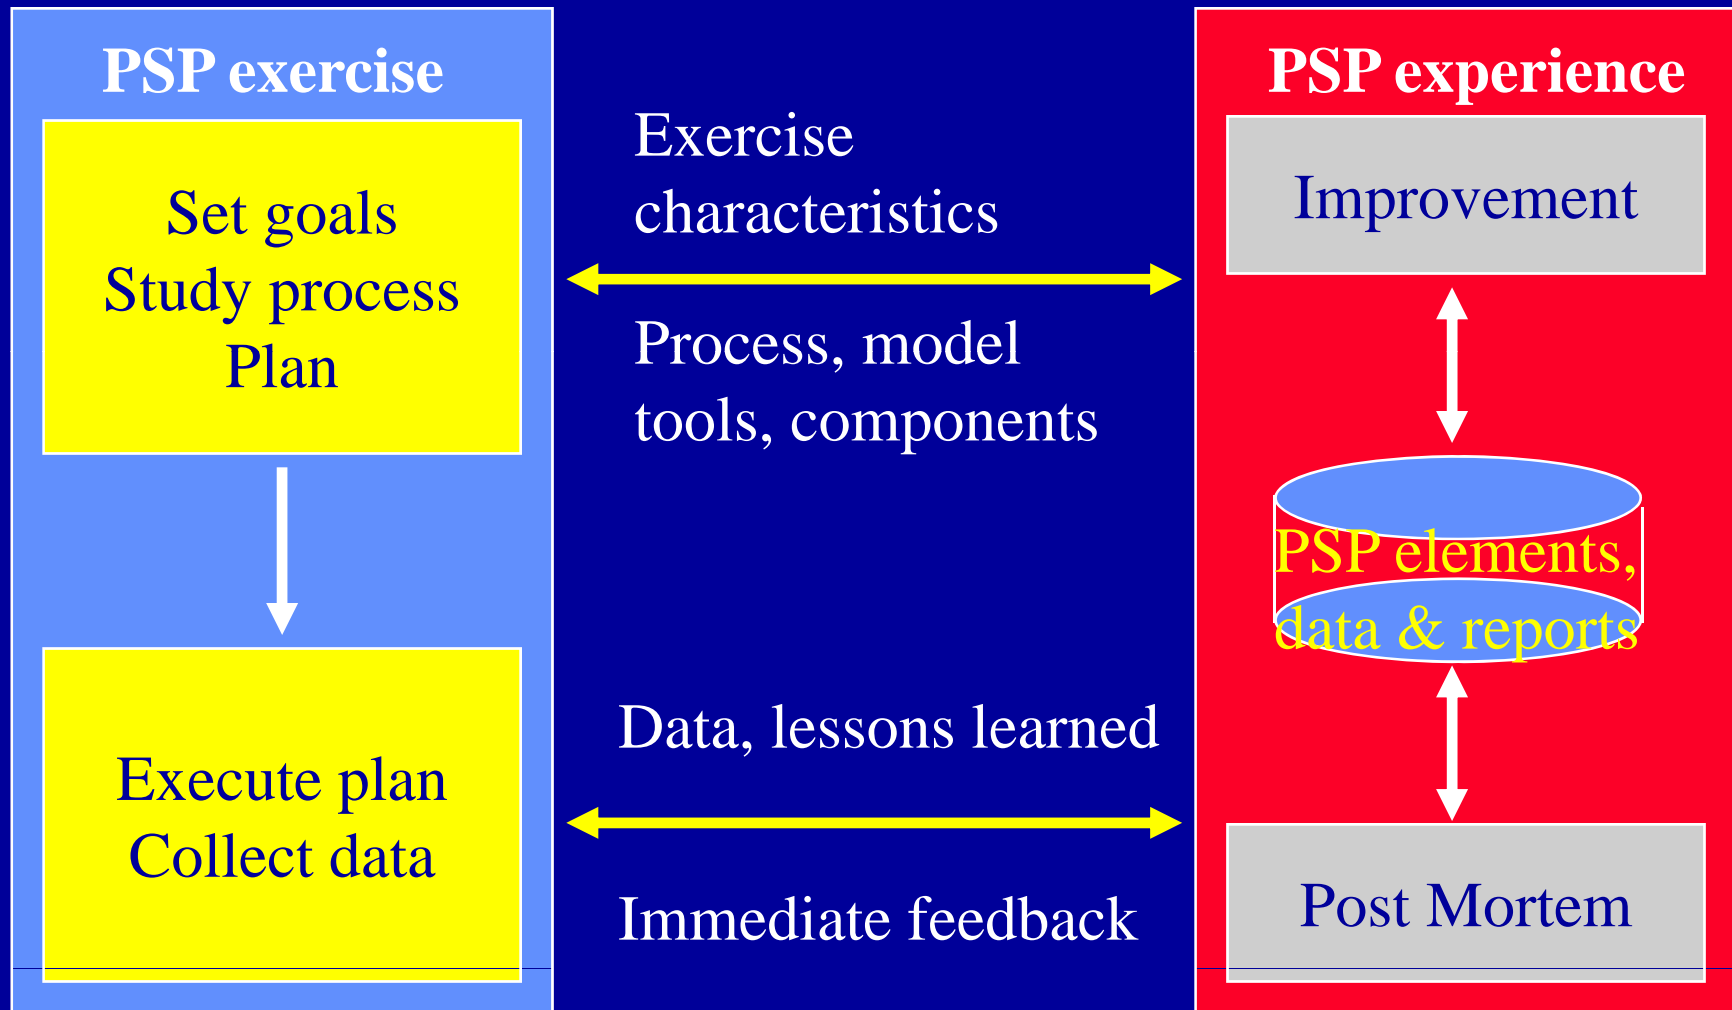 PSP exercise
Set goals
Study process
Plan
Execute plan
Collect data
Exercise
characteristics
Process, model
tools, components
Data, lessons learned
Immediate feedback
PSP experience
Improvement
PSP elements,
data & reports
Post Mortem